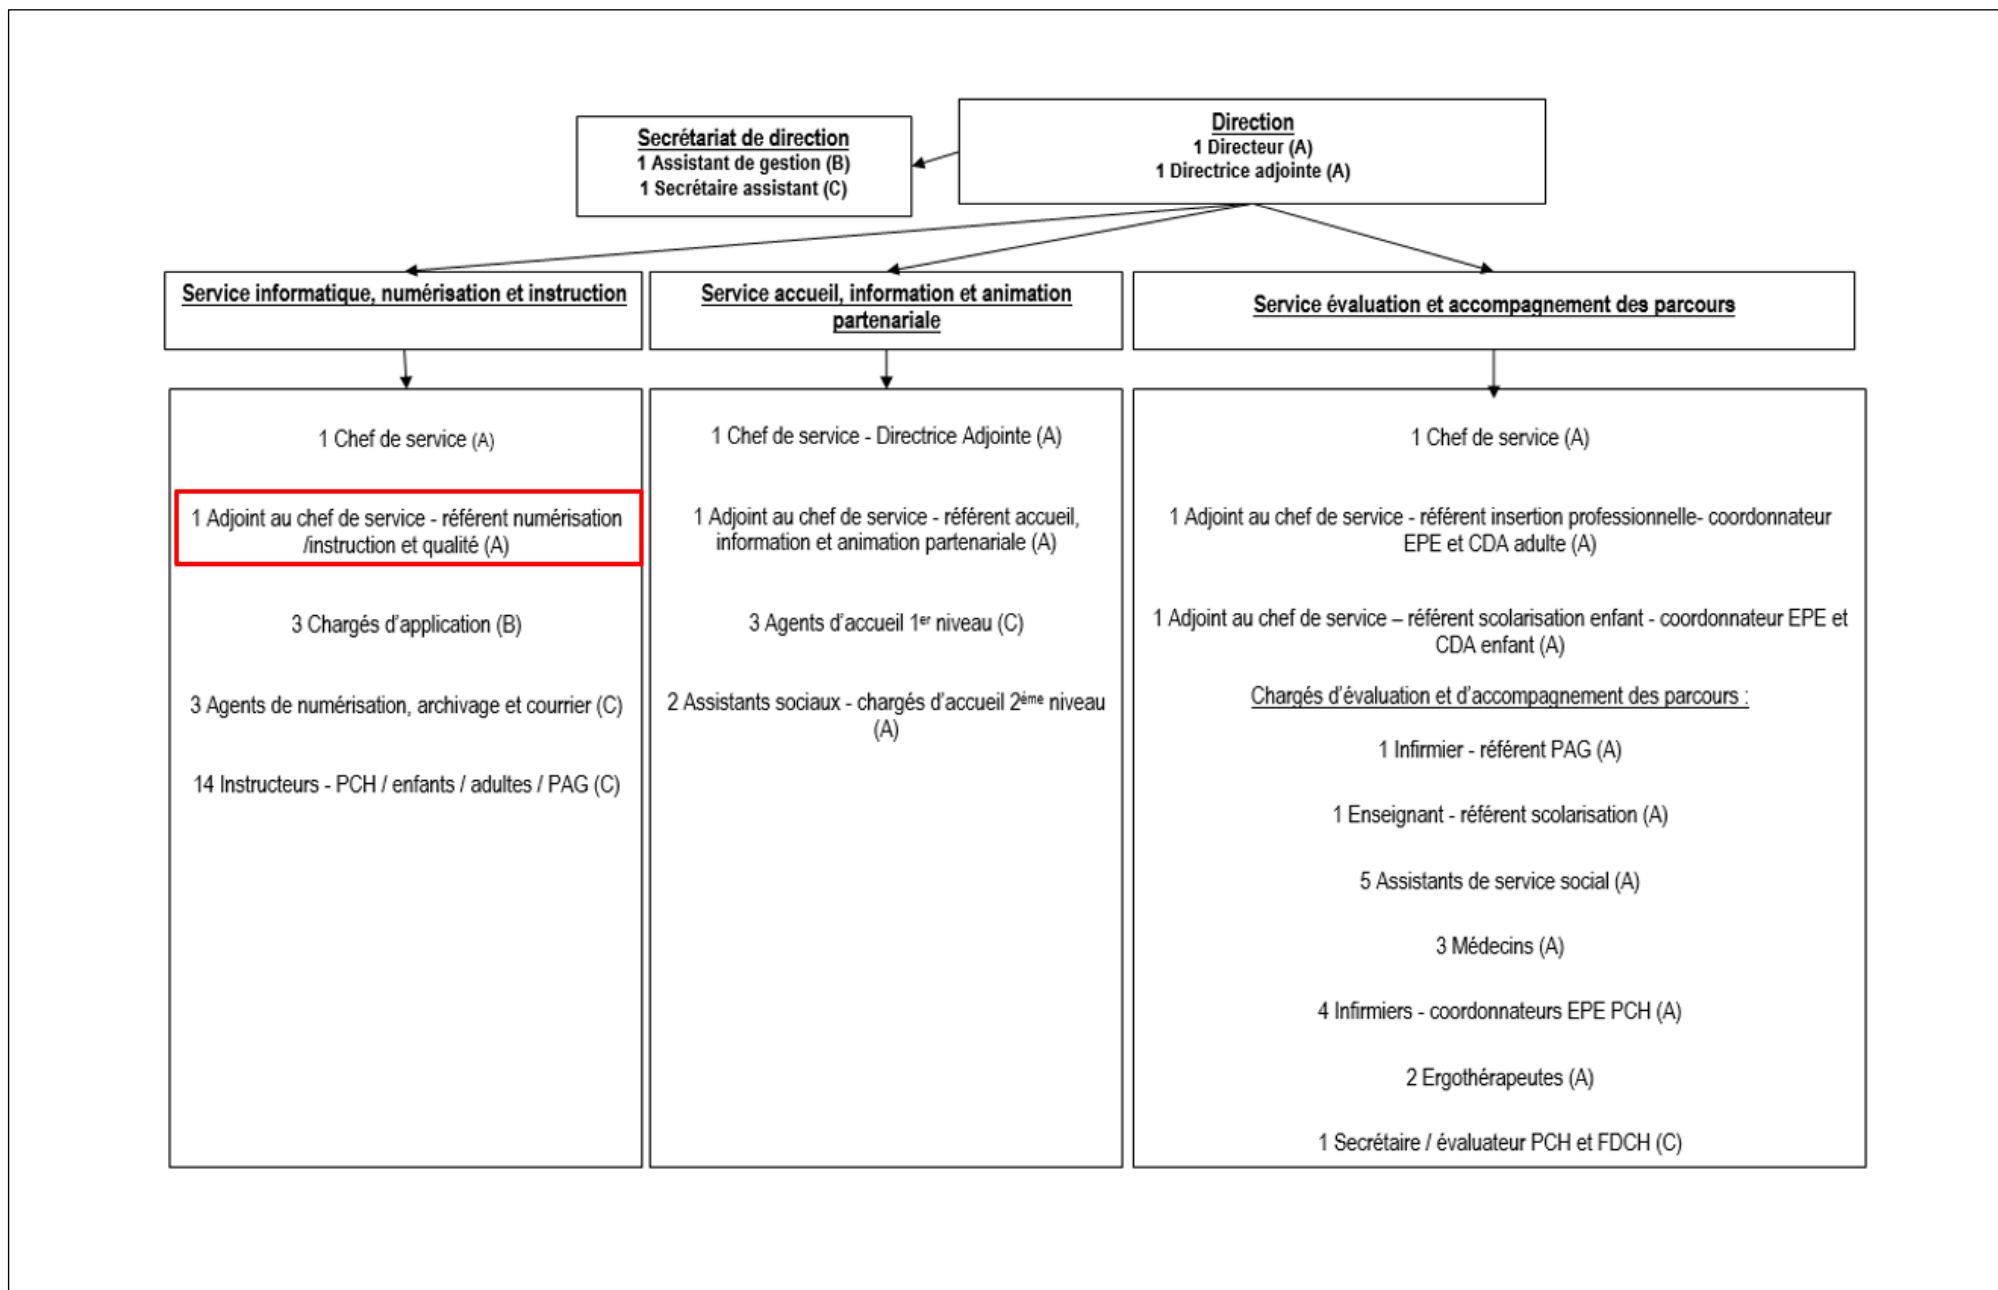 Secrétariat de direction
1 Assistant de gestion (B)
1 Secrétaire assistant (C)
Direction
1 Directeur (A)
1 Directrice adjointe (A)
Service informatique, numérisation et instruction
Service accueil, information et animation
partenariale
Service évaluation et accompagnement des parcours
1 Chef de service (A)
1 Adjoint au chef de service - référent numérisation
/instruction et qualité (A)
3 Chargés d'application (B)
3 Agents de numérisation, archivage et courrier (C)
14 Instructeurs - PCH / enfants / adultes / PAG (C)
1 Chef de service - Directrice Adjointe (A)
1 Adjoint au chef de service - référent accueil,
information et animation partenariale (A)
3 Agents d'accueil 1er niveau (C)
2 Assistants sociaux - chargés d'accueil 2ème niveau
(A)
1 Chef de service (A)
1 Adjoint au chef de service - référent insertion professionnelle- coordonnateur
EPE et CDA adulte (A)
1 Adjoint au chef de service – référent scolarisation enfant - coordonnateur EPE et
CDA enfant (A)
Chargés d'évaluation et d'accompagnement des parcours :
1 Infirmier - référent PAG (A)
1 Enseignant - référent scolarisation (A)
5 Assistants de service social (A)
3 Médecins (A)
4 Infirmiers - coordonnateurs EPE PCH (A)
2 Ergothérapeutes (A)
1 Secrétaire / évaluateur PCH et FDCH (C)